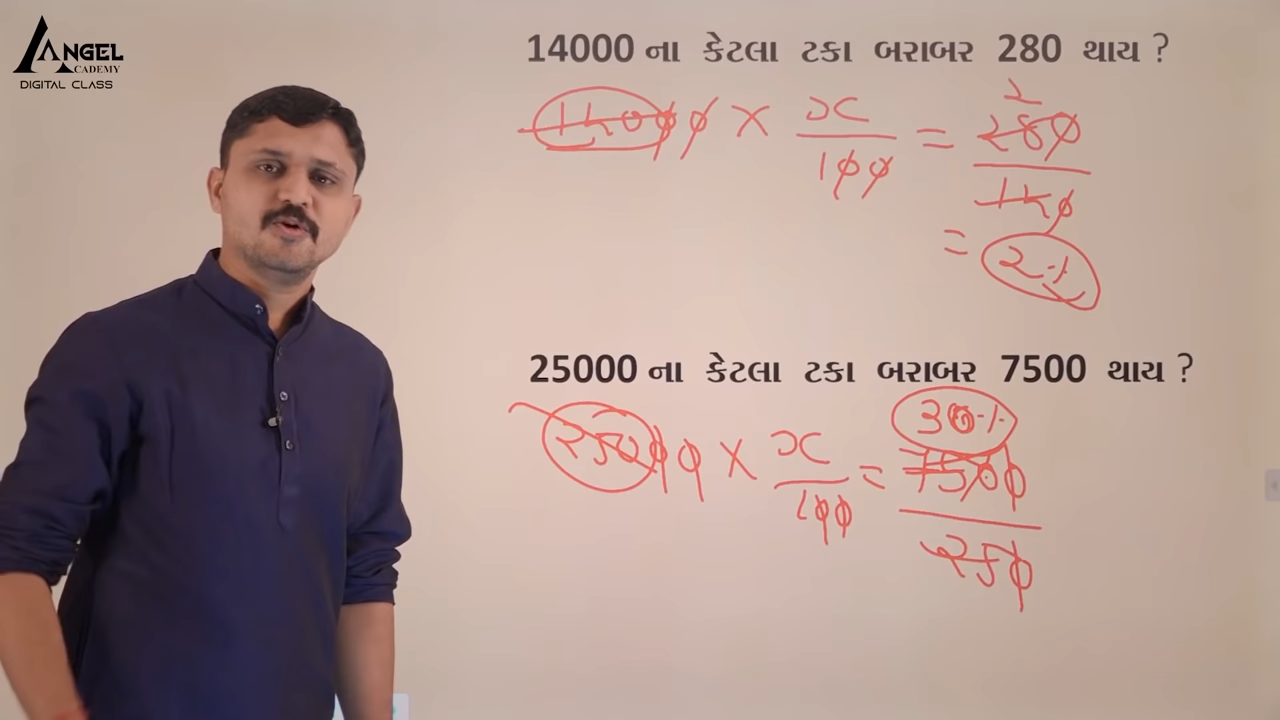 ANGEL
ACADEMY
DIGITAL CLASS
14000 ના કેટલા ટકા બરાબર 280 થાય ?
14000 × x/100 = 280/140
2
= 2%
25000 ના કેટલા ટકા બરાબર 7500 થાય ?
30%
25000 × x/100 = 7500/250